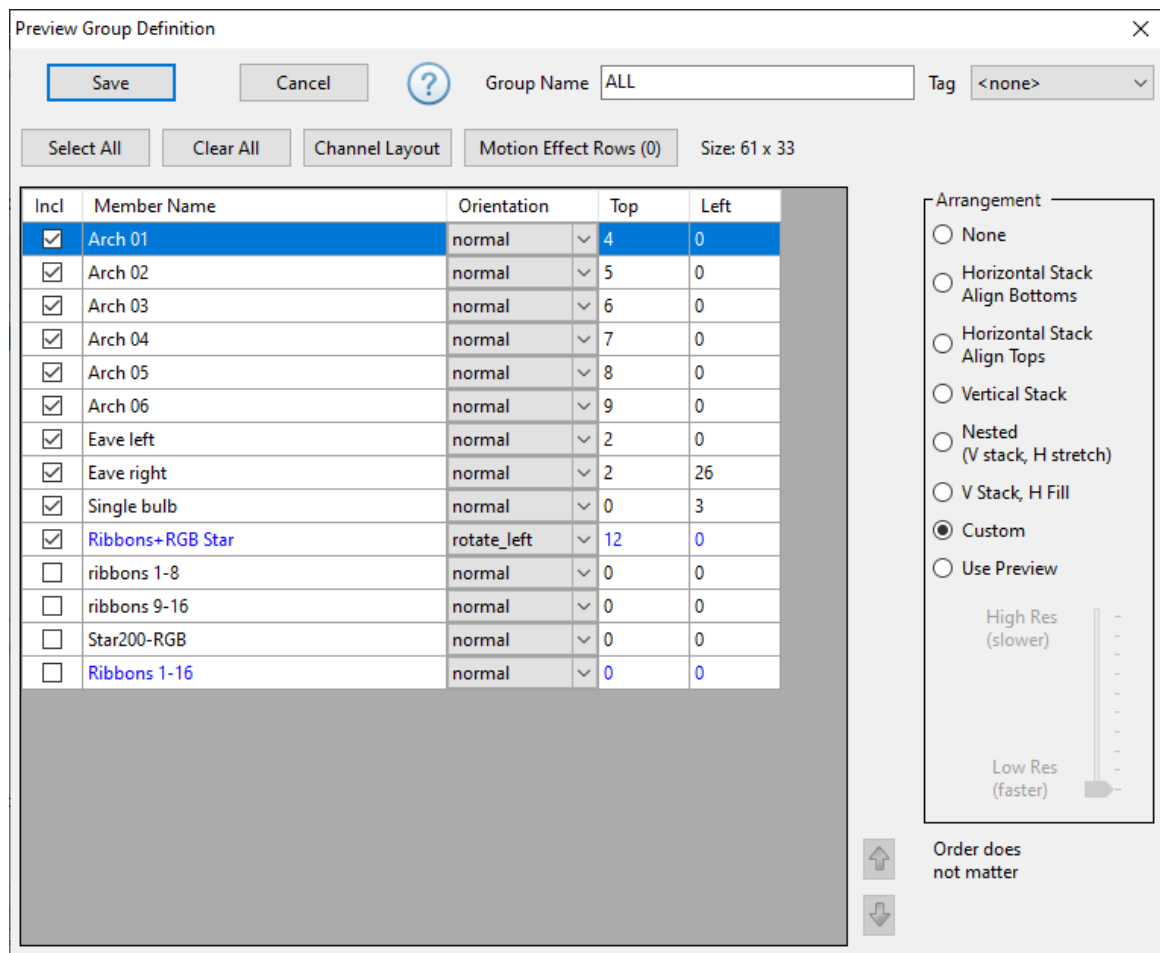 Preview Group Definition
Save Cancel ? Group Name ALL Tag <none>
Select All Clear All Channel Layout Motion Effect Rows (0) Size: 61 x 33
Incl Member Name Orientation Top Left
Arch 01 normal 4 0
Arch 02 normal 5 0
Arch 03 normal 6 0
Arch 04 normal 7 0
Arch 05 normal 8 0
Arch 06 normal 9 0
Eave left normal 2 0
Eave right normal 2 26
Single bulb normal 0 3
Ribbons+RGB Star rotate_left 12 0
ribbons 1-8 normal 0 0
ribbons 9-16 normal 0 0
Star200-RGB normal 0 0
Ribbons 1-16 normal 0 0
Arrangement
None
Horizontal Stack
Align Bottoms
Horizontal Stack
Align Tops
Vertical Stack
Nested
(V stack, H stretch)
V Stack, H Fill
Custom
Use Preview
High Res
(slower)
Low Res
(faster)
Order does
not matter